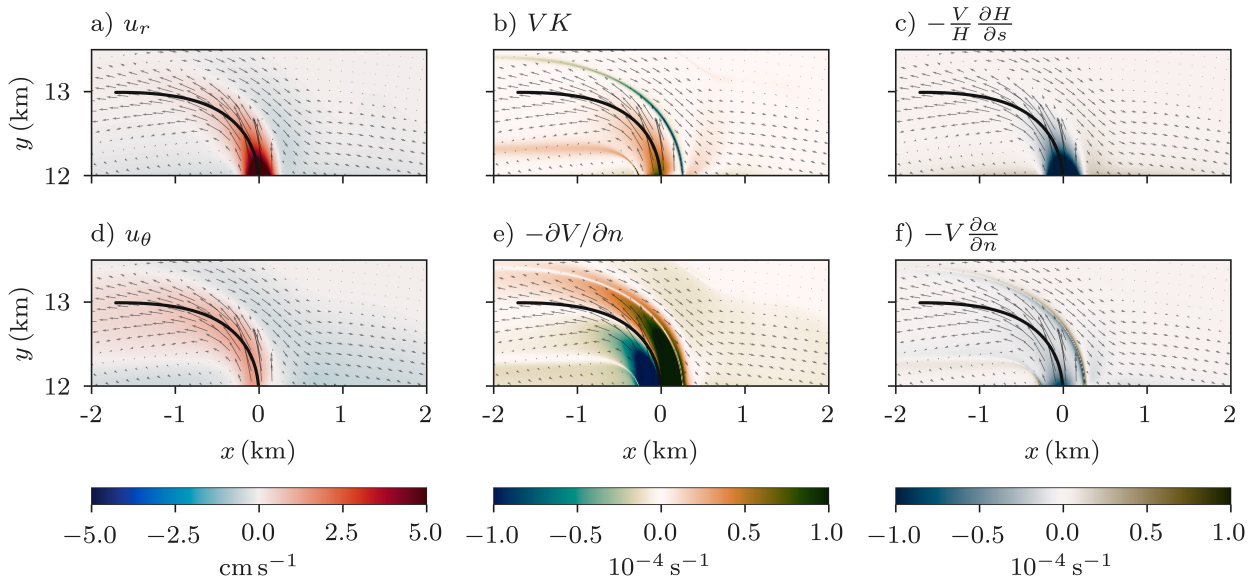 a) u_r
b) V K
c) −V/H ∂H/∂s
y (km)
13
12
d) u_θ
e) −∂V/∂n
f) −V ∂α/∂n
y (km)
13
12
-2 -1 0 1 2
-2 -1 0 1 2
-2 -1 0 1 2
x (km)
x (km)
x (km)
−5.0 −2.5 0.0 2.5 5.0
−1.0 −0.5 0.0 0.5 1.0
−1.0 −0.5 0.0 0.5 1.0
cm s⁻¹
10⁻⁴ s⁻¹
10⁻⁴ s⁻¹